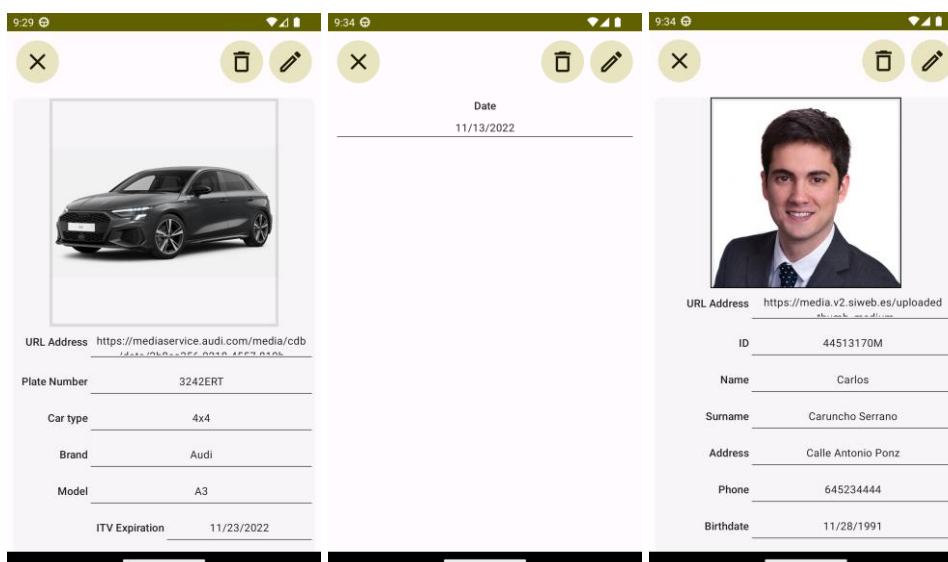 9:29
URL Address https://mediaservice.audi.com/media/cdb
Plate Number 3242ERT
Car type 4x4
Brand Audi
Model A3
ITV Expiration 11/23/2022
9:34
Date
11/13/2022
9:34
URL Address https://media.v2.siweb.es/uploaded
ID 44513170M
Name Carlos
Surname Caruncho Serrano
Address Calle Antonio Ponz
Phone 645234444
Birthdate 11/28/1991